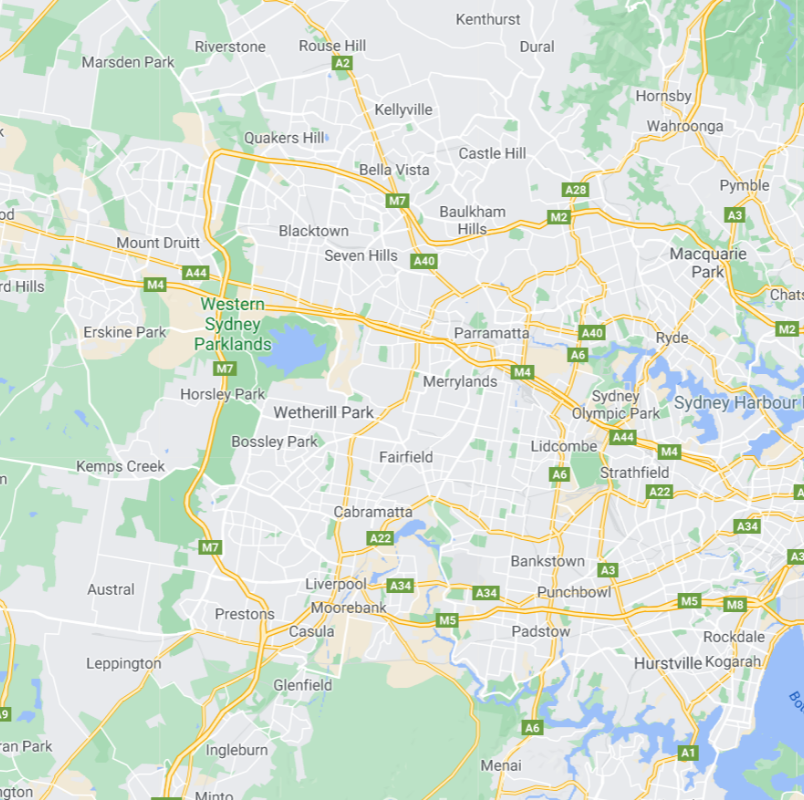 Kenthurst
Riverstone
Rouse Hill
Dural
Marsden Park
A2
Hornsby
Kellyville
Wahroonga
Quakers Hill
Castle Hill
Bella Vista
A28
Pymble
M7
Baulkham
Hills
M2
A3
Blacktown
Mount Druitt
Seven Hills
A40
Macquarie
Park
A44
M4
rd Hills
Chats
Western
Sydney
Parklands
Erskine Park
Parramatta
A40
Ryde
M2
A6
M7
M4
Merrylands
Horsley Park
Sydney
Olympic Park
Sydney Harbour
Wetherill Park
Bossley Park
A44
Lidcombe
M4
Fairfield
Kemps Creek
A6
Strathfield
A22
Cabramatta
A34
A22
M7
A3
Bankstown
A3
Austral
Liverpool
A34
A34
Punchbowl
Moorebank
M5
M8
Prestons
M5
Casula
Padstow
Rockdale
Leppington
Hurstville
Kogarah
Glenfield
Bo
A9
A6
ran Park
Ingleburn
A1
Menai
ngton
Minto